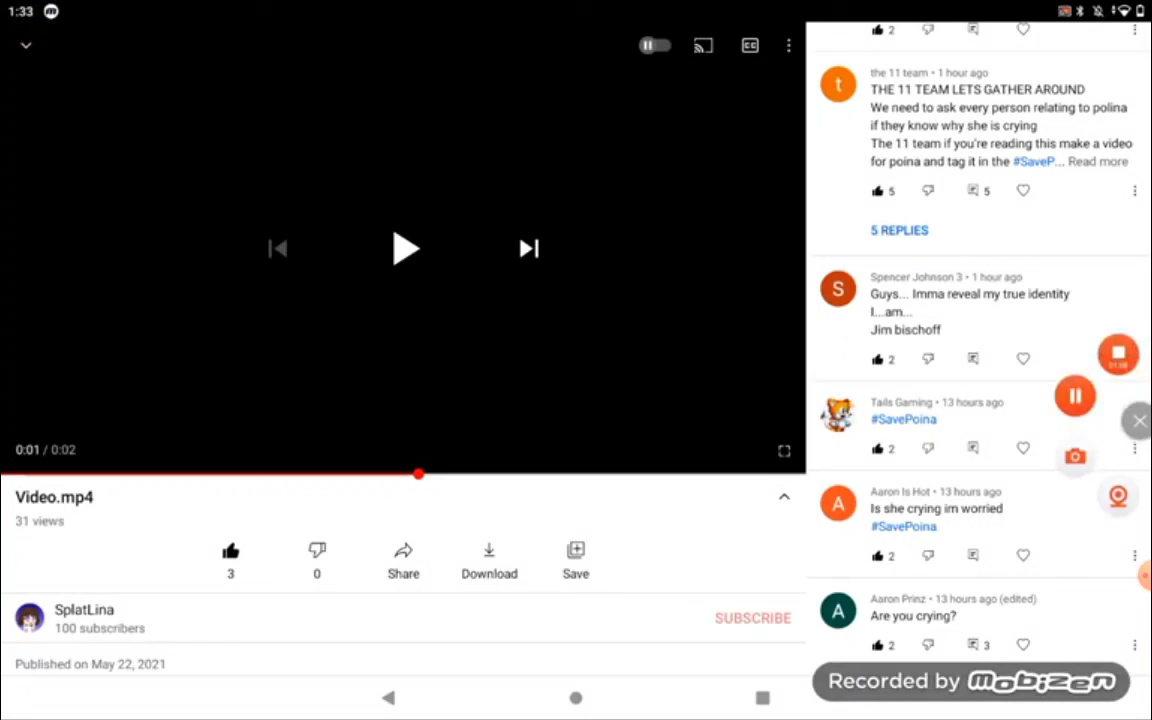 1:33
0:01 / 0:02
Video.mp4
31 views
3
0
Share
Download
Save
SplatLina
100 subscribers
SUBSCRIBE
Published on May 22, 2021
CC
2
t
the 11 team • 1 hour ago
THE 11 TEAM LETS GATHER AROUND
We need to ask every person relating to polina
if they know why she is crying
The 11 team if you're reading this make a video
for poina and tag it in the #SaveP... Read more
5
5
5 REPLIES
S
Spencer Johnson 3 • 1 hour ago
Guys... Imma reveal my true identity
I...am...
Jim bischoff
2
Tails Gaming • 13 hours ago
#SavePoina
2
A
Aaron Is Hot • 13 hours ago
Is she crying im worried
#SavePoina
2
A
Aaron Prinz • 13 hours ago (edited)
Are you crying?
2
3
Recorded by mobizen